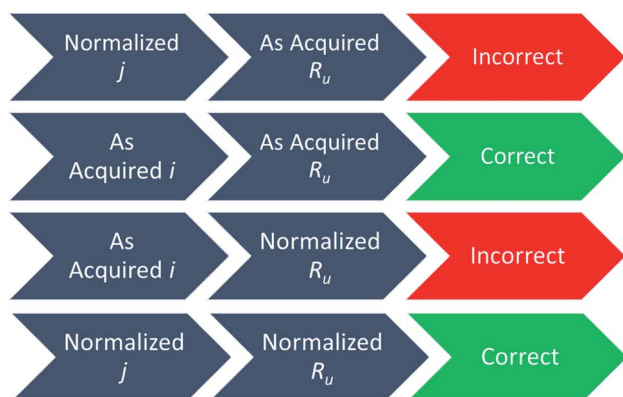 Normalized
j
As Acquired
Ru
Incorrect
As
Acquired i
As Acquired
Ru
Correct
As
Acquired i
Normalized
Ru
Incorrect
Normalized
j
Normalized
Ru
Correct